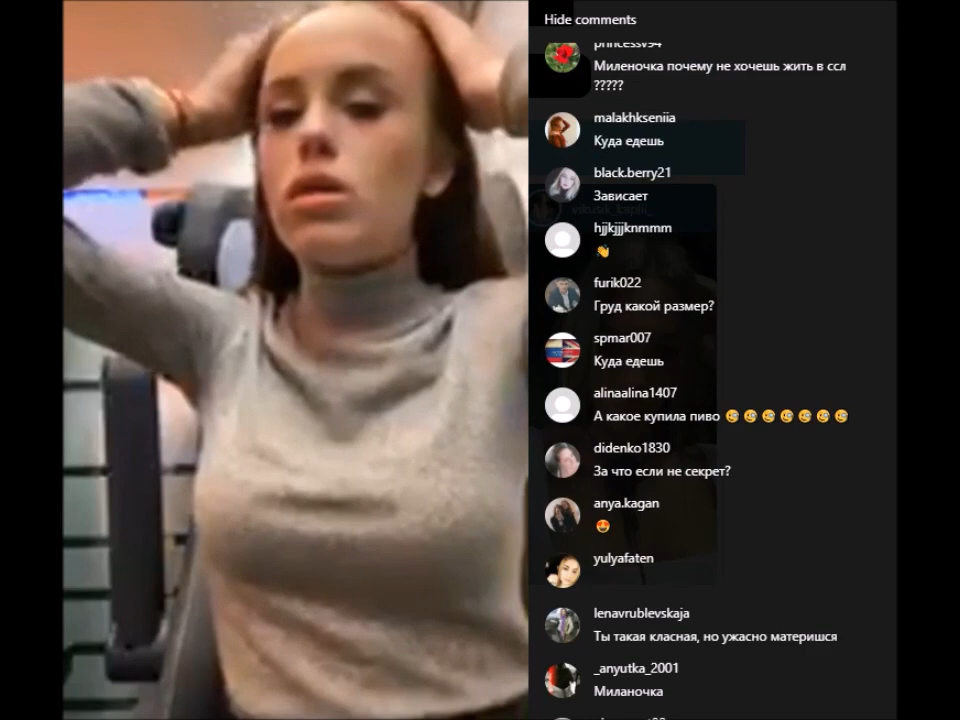 Hide comments
princessv94
Миленочка почему не хочешь жить в ссл
?????
malakhkseniia
Куда едешь
black.berry21
Зависает
hjjkjjjknmmm
👏
furik022
Груд какой размер?
spmar007
Куда едешь
alinaalina1407
А какое купила пиво 🧐🧐🧐🧐🧐🧐🧐
didenko1830
За что если не секрет?
anya.kagan
😍
yulyafaten
lenavrublevskaja
Ты такая класная, но ужасно материшся
_anyutka_2001
Миланочка